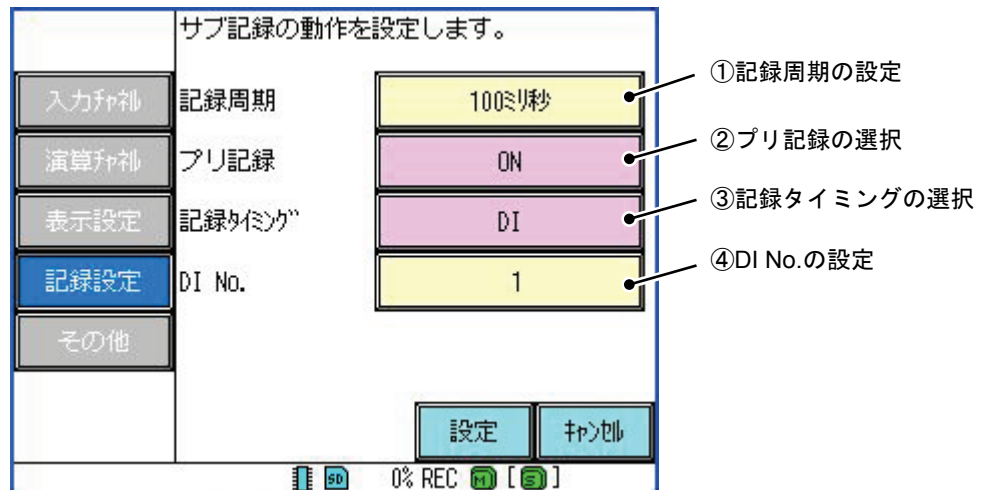 サブ記録の動作を設定します。
入力ﾁｬﾈﾙ
記録周期
100ﾐﾘ秒
①記録周期の設定
演算ﾁｬﾈﾙ
プリ記録
ON
②プリ記録の選択
表示設定
記録ﾀｲﾐﾝｸﾞ
DI
③記録タイミングの選択
記録設定
DI No.
1
④DI No.の設定
その他
設定
ｷｬﾝｾﾙ
SD 0% REC M [S]